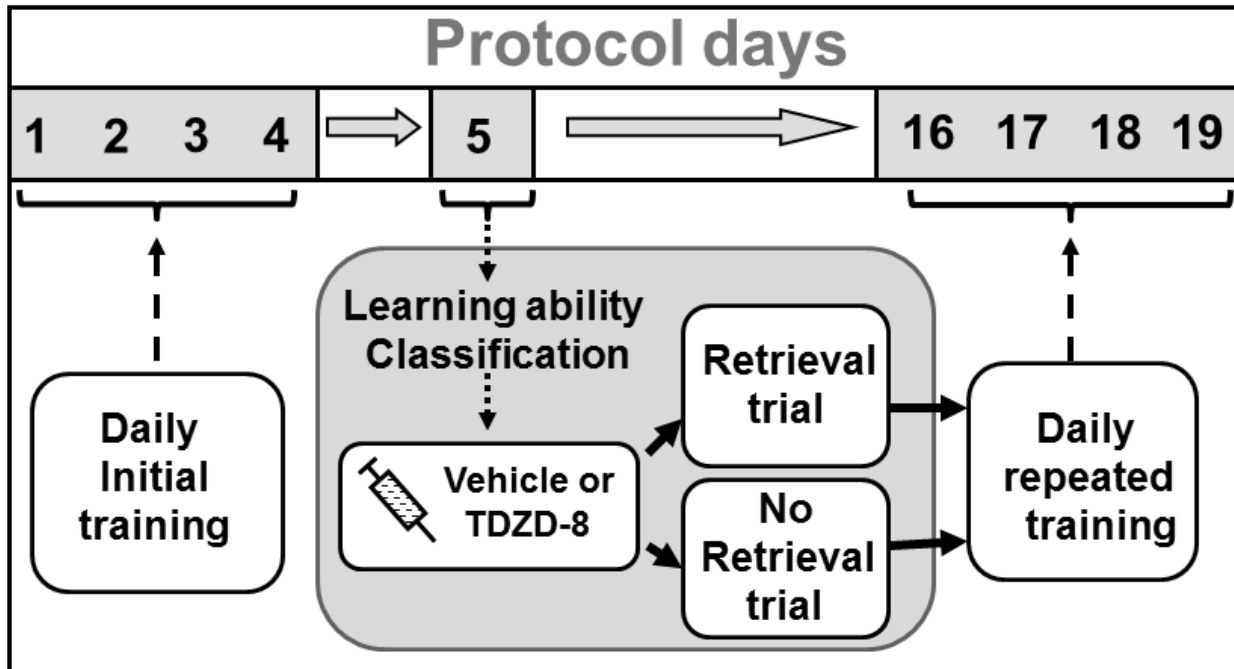 Protocol days
1 2 3 4 5 16 17 18 19
Learning ability
Classification
Daily
Initial
training
Vehicle or
TDZD-8
Retrieval
trial
No
Retrieval
trial
Daily
repeated
training